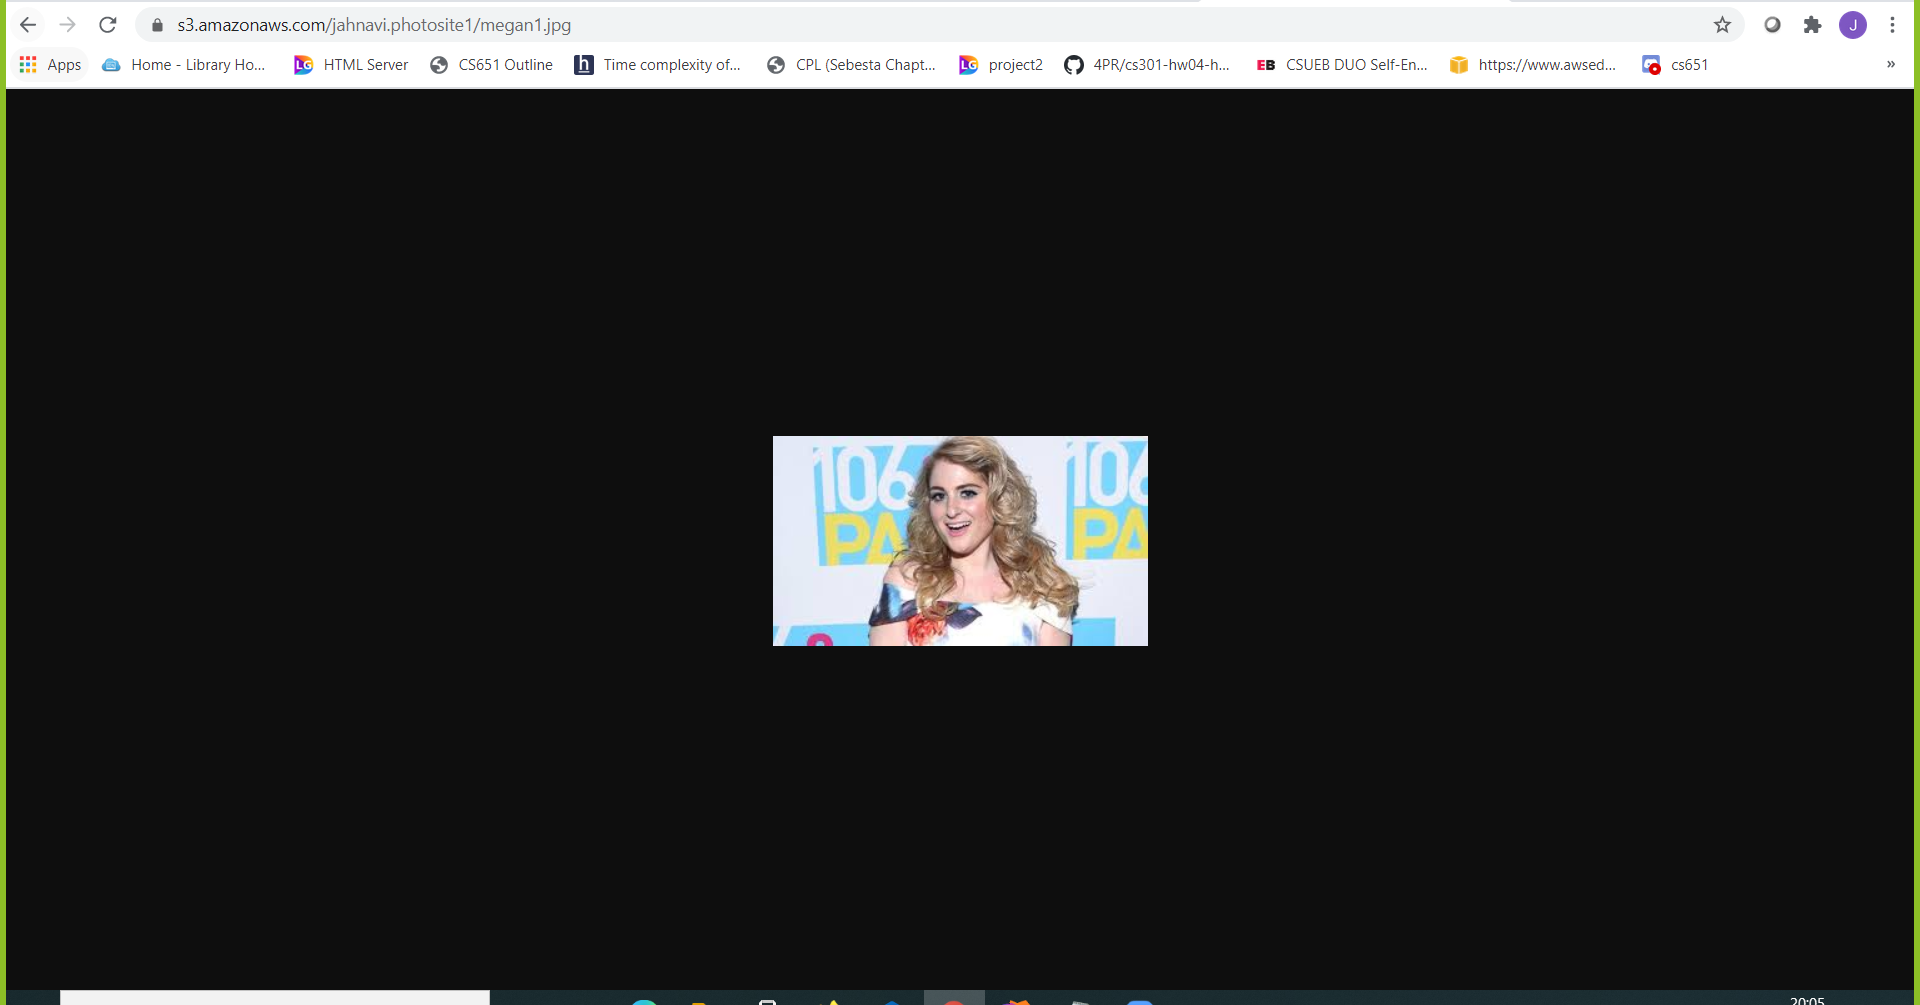 s3.amazonaws.com/jahnavi.photosite1/megan1.jpg
J
Apps Home - Library Ho... HTML Server CS651 Outline Time complexity of... CPL (Sebesta Chapt... project2 4PR/cs301-hw04-h... CSUEB DUO Self-En... https://www.awsed... cs651 »
106 106
PA PA
20:05